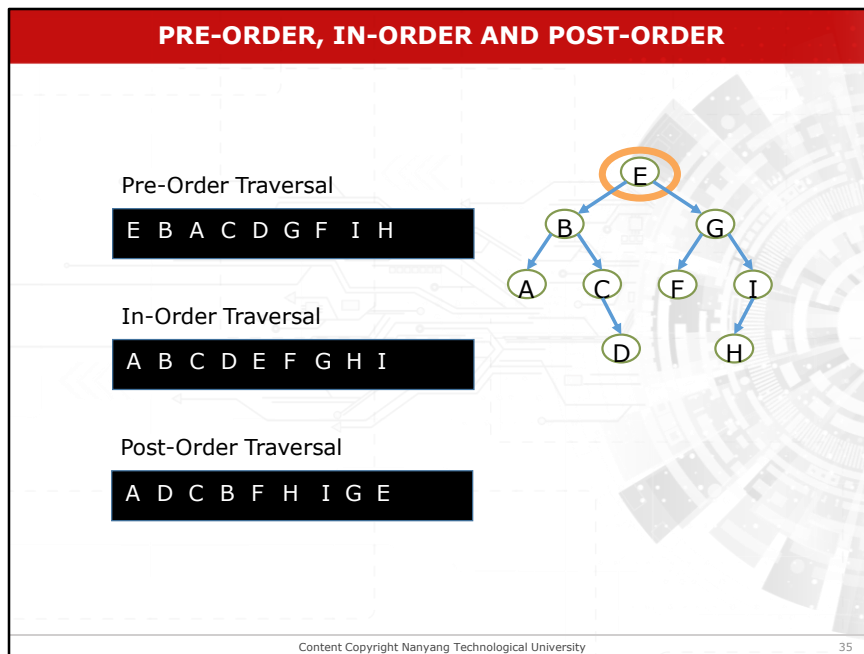 PRE-ORDER, IN-ORDER AND POST-ORDER
Pre-Order Traversal
E B A C D G F I H
In-Order Traversal
A B C D E F G H I
Post-Order Traversal
A D C B F H I G E
E
B G
A C F I
D H
Content Copyright Nanyang Technological University 35